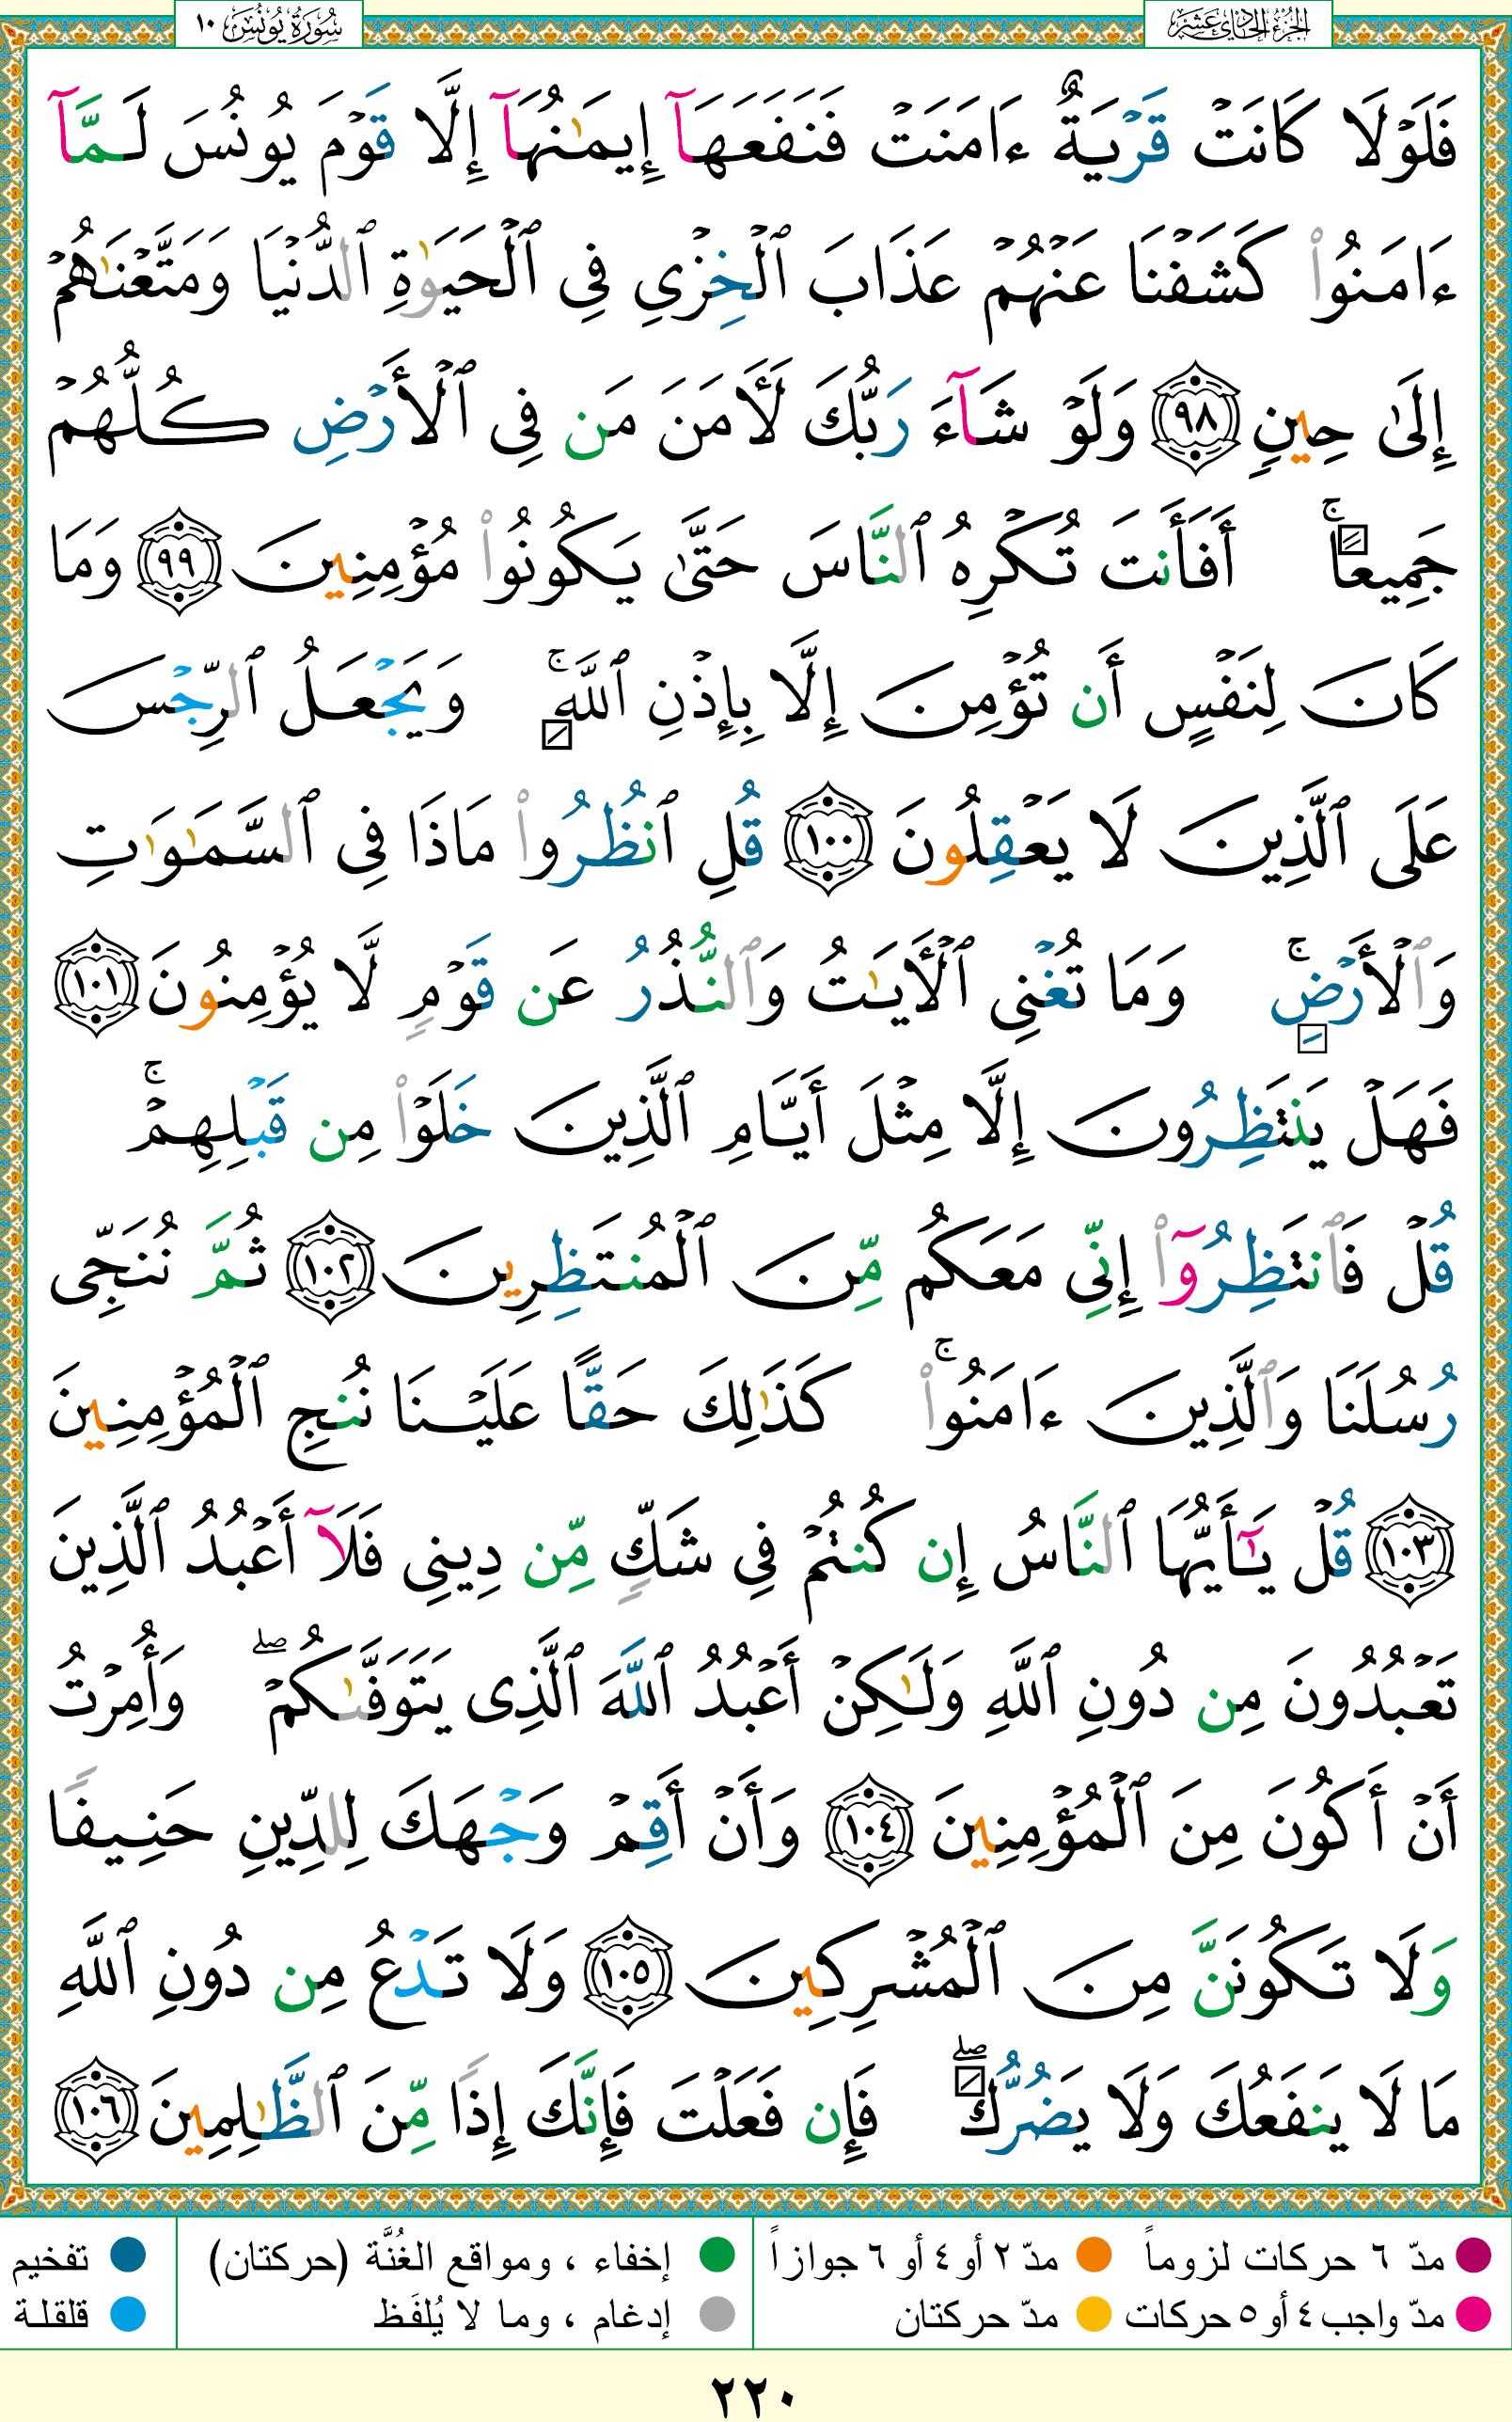 الجزء الحادي عشر
سورة يونس ١٠
فَلَوۡلَا كَانَتۡ قَرۡيَةٌ ءَامَنَتۡ فَنَفَعَهَآ إِيمَٰنُهَآ إِلَّا قَوۡمَ يُونُسَ لَمَّآ
ءَامَنُواْ كَشَفۡنَا عَنۡهُمۡ عَذَابَ ٱلۡخِزۡيِ فِى ٱلۡحَيَوٰةِ ٱلدُّنۡيَا وَمَتَّعۡنَٰهُمۡ
إِلَىٰ حِينٍ ٩٨ وَلَوۡ شَآءَ رَبُّكَ لَأٓمَنَ مَن فِى ٱلۡأَرۡضِ كُلُّهُمۡ
جَمِيعًاۚ أَفَأَنتَ تُكۡرِهُ ٱلنَّاسَ حَتَّىٰ يَكُونُواْ مُؤۡمِنِينَ ٩٩ وَمَا
كَانَ لِنَفۡسٍ أَن تُؤۡمِنَ إِلَّا بِإِذۡنِ ٱللَّهِۚ وَيَجۡعَلُ ٱلرِّجۡسَ
عَلَى ٱلَّذِينَ لَا يَعۡقِلُونَ ١٠٠ قُلِ ٱنظُرُواْ مَاذَا فِى ٱلسَّمَٰوَٰتِ
وَٱلۡأَرۡضِۚ وَمَا تُغۡنِى ٱلۡأٓيَٰتُ وَٱلنُّذُرُ عَن قَوۡمٍ لَّا يُؤۡمِنُونَ ١٠١
فَهَلۡ يَنتَظِرُونَ إِلَّا مِثۡلَ أَيَّامِ ٱلَّذِينَ خَلَوۡاْ مِن قَبۡلِهِمۡۚ
قُلۡ فَٱنتَظِرُوٓاْ إِنِّى مَعَكُم مِّنَ ٱلۡمُنتَظِرِينَ ١٠٢ ثُمَّ نُنَجِّى
رُسُلَنَا وَٱلَّذِينَ ءَامَنُواْۚ كَذَٰلِكَ حَقًّا عَلَيۡنَا نُنجِ ٱلۡمُؤۡمِنِينَ
١٠٣ قُلۡ يَٰٓأَيُّهَا ٱلنَّاسُ إِن كُنتُمۡ فِى شَكٍّ مِّن دِينِى فَلَآ أَعۡبُدُ ٱلَّذِينَ
تَعۡبُدُونَ مِن دُونِ ٱللَّهِ وَلَٰكِنۡ أَعۡبُدُ ٱللَّهَ ٱلَّذِى يَتَوَفَّىٰكُمۡۖ وَأُمِرۡتُ
أَنۡ أَكُونَ مِنَ ٱلۡمُؤۡمِنِينَ ١٠٤ وَأَنۡ أَقِمۡ وَجۡهَكَ لِلدِّينِ حَنِيفًا
وَلَا تَكُونَنَّ مِنَ ٱلۡمُشۡرِكِينَ ١٠٥ وَلَا تَدۡعُ مِن دُونِ ٱللَّهِ
مَا لَا يَنفَعُكَ وَلَا يَضُرُّكَۖ فَإِن فَعَلۡتَ فَإِنَّكَ إِذًا مِّنَ ٱلظَّٰلِمِينَ ١٠٦
مدّ ٦ حركات لزوماً مدّ ٢ أو ٤ أو ٦ جوازاً إخفاء ، ومواقع الغُنَّة (حركتان) تفخيم
مدّ واجب ٤ أو ٥ حركات مدّ حركتان إدغام ، وما لا يُلفَظ قلقلة
٢٢٠